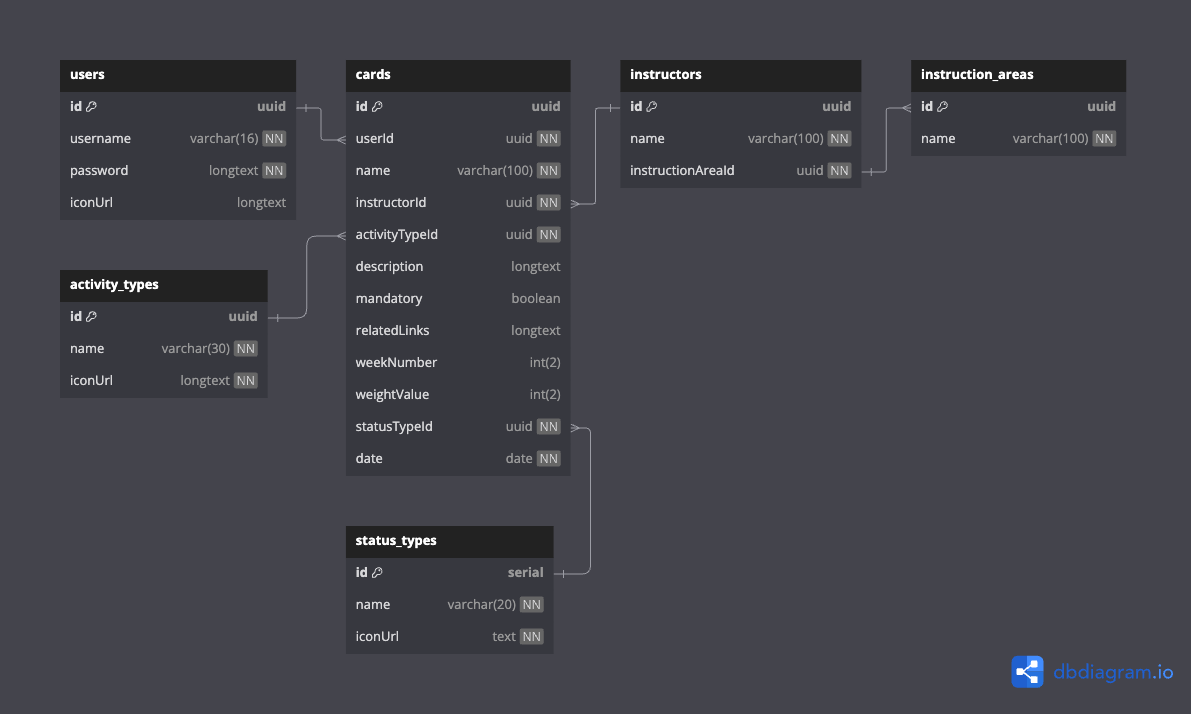 users
id uuid
username varchar(16) NN
password longtext NN
iconUrl longtext
activity_types
id uuid
name varchar(30) NN
iconUrl longtext NN
cards
id uuid
userId uuid NN
name varchar(100) NN
instructorId uuid NN
activityTypeId uuid NN
description longtext
mandatory boolean
relatedLinks longtext
weekNumber int(2)
weightValue int(2)
statusTypeId uuid NN
date date NN
status_types
id serial
name varchar(20) NN
iconUrl text NN
instructors
id uuid
name varchar(100) NN
instructionAreaId uuid NN
instruction_areas
id uuid
name varchar(100) NN
dbdiagram.io